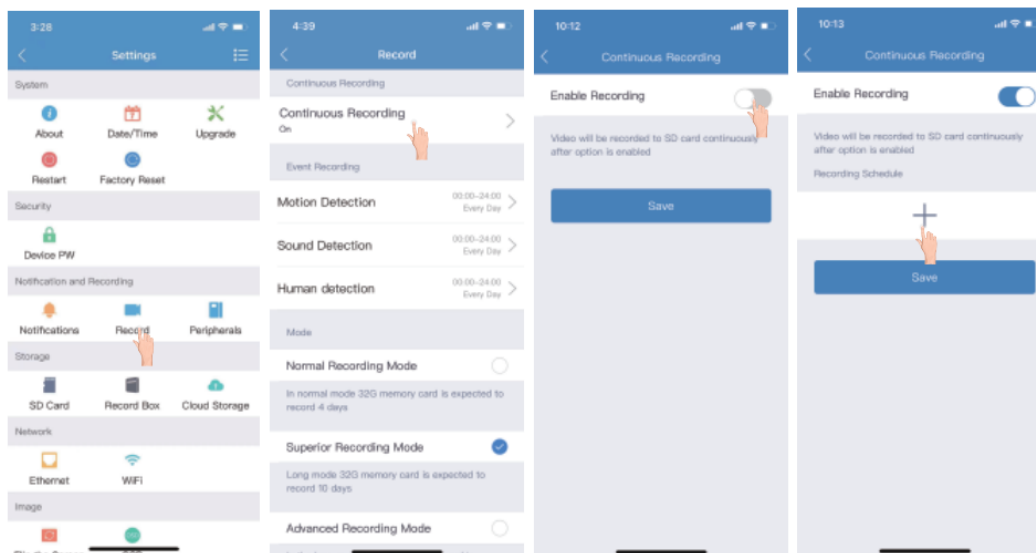 3:28
Settings
System
About
Date/Time
Upgrade
Restart
Factory Reset
Security
Device PW
Notification and Recording
Notifications
Record
Peripherals
Storage
SD Card
Record Box
Cloud Storage
Network
Ethernet
WiFi
Image
4:39
Record
Continuous Recording
Continuous Recording
On
Event Recording
Motion Detection
00:00-24:00
Every Day
Sound Detection
00:00-24:00
Every Day
Human detection
00:00-24:00
Every Day
Mode
Normal Recording Mode
In normal mode 32G memory card is expected to
record 4 days
Superior Recording Mode
Long mode 32G memory card is expected to
record 10 days
Advanced Recording Mode
10:12
Continuous Recording
Enable Recording
Video will be recorded to SD card continuously
after option is enabled
Save
10:13
Continuous Recording
Enable Recording
Video will be recorded to SD card continuously
after option is enabled
Recording Schedule
Save